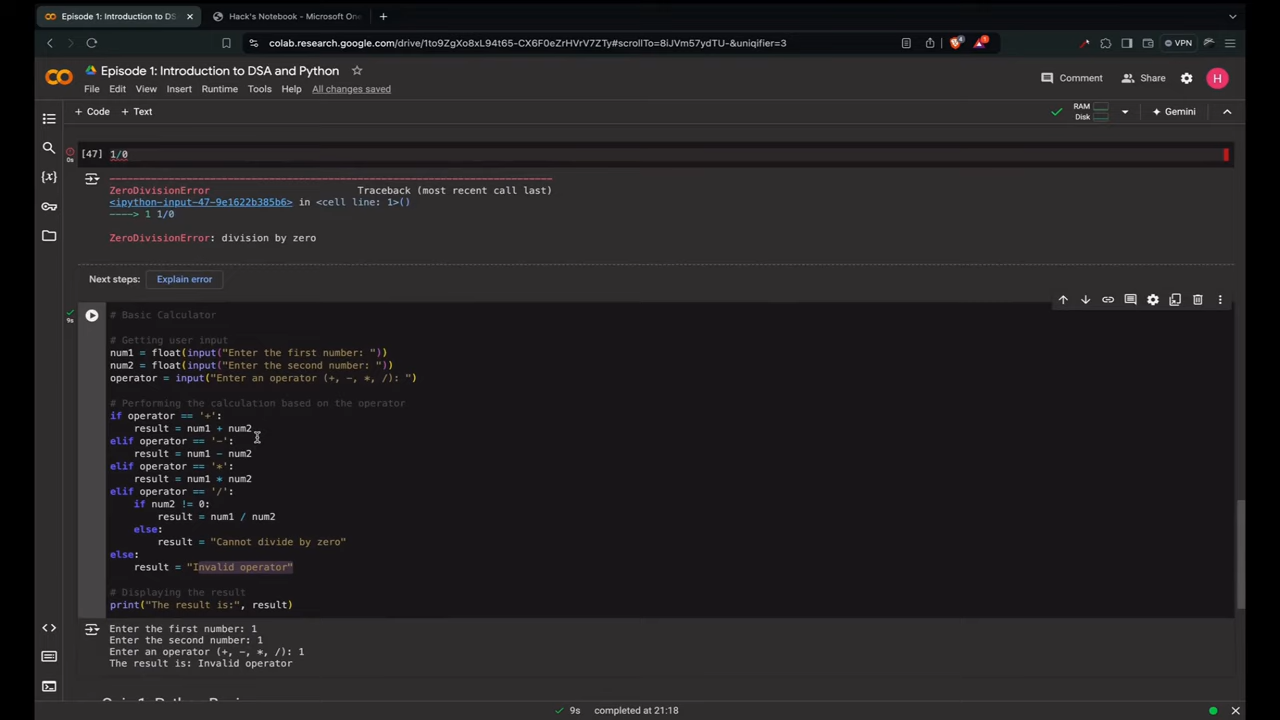 Episode 1: Introduction to DSA
Hack's Notebook - Microsoft One
colab.research.google.com/drive/1to9ZgXo8xL94t65-CX6F0eZrHVrV7ZTy#scrollTo=8iJVm57ydTU-&uniqifier=3
VPN
Episode 1: Introduction to DSA and Python
File Edit View Insert Runtime Tools Help All changes saved
Comment Share H
+ Code + Text
RAM
Disk
Gemini
[47] 1/0
0s
ZeroDivisionError Traceback (most recent call last)
<ipython-input-47-9e1622b385b6> in <cell line: 1>()
----> 1 1/0
ZeroDivisionError: division by zero
Next steps: Explain error
9s
# Basic Calculator
# Getting user input
num1 = float(input("Enter the first number: "))
num2 = float(input("Enter the second number: "))
operator = input("Enter an operator (+, -, *, /): ")
# Performing the calculation based on the operator
if operator == '+':
result = num1 + num2
elif operator == '-':
result = num1 - num2
elif operator == '*':
result = num1 * num2
elif operator == '/':
if num2 != 0:
result = num1 / num2
else:
result = "Cannot divide by zero"
else:
result = "Invalid operator"
# Displaying the result
print("The result is:", result)
Enter the first number: 1
Enter the second number: 1
Enter an operator (+, -, *, /): 1
The result is: Invalid operator
9s completed at 21:18